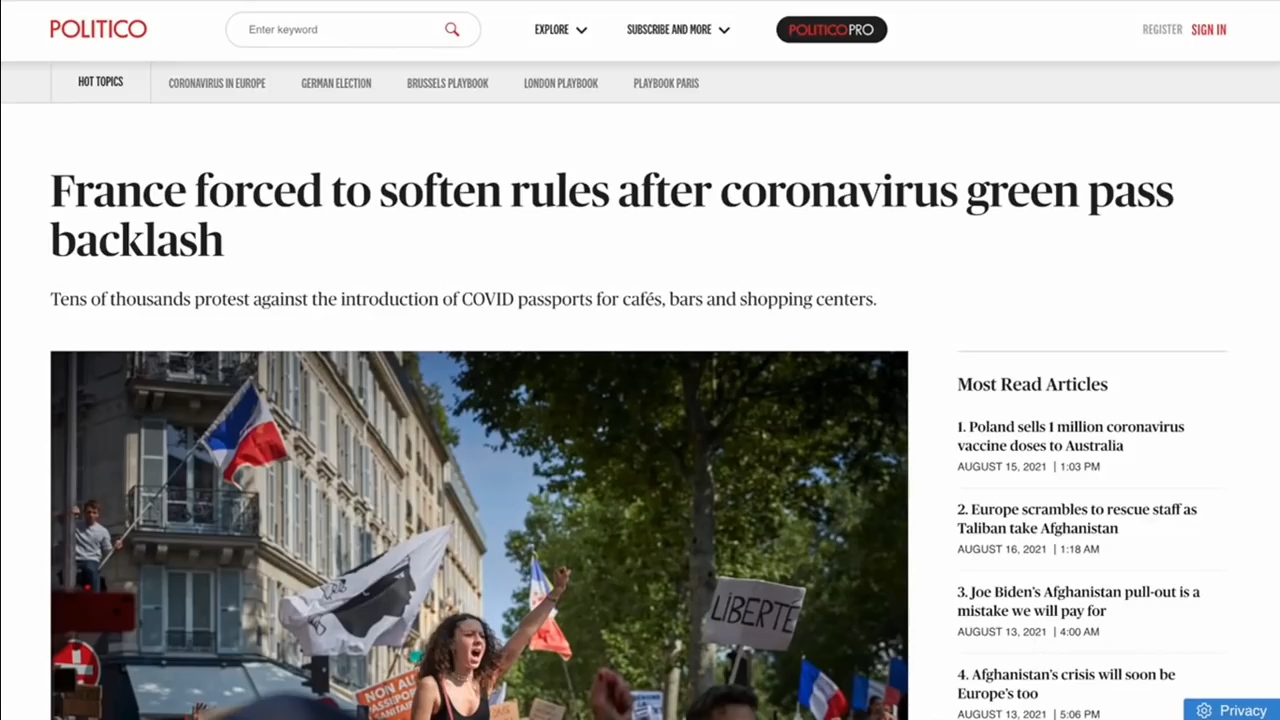 POLITICO
Enter keyword
EXPLORE
SUBSCRIBE AND MORE
POLITICOPRO
REGISTER
SIGN IN
HOT TOPICS
CORONAVIRUS IN EUROPE
GERMAN ELECTION
BRUSSELS PLAYBOOK
LONDON PLAYBOOK
PLAYBOOK PARIS
France forced to soften rules after coronavirus green pass
backlash
Tens of thousands protest against the introduction of COVID passports for cafés, bars and shopping centers.
LiBERTÉ
NON AU
Most Read Articles
1. Poland sells 1 million coronavirus
vaccine doses to Australia
AUGUST 15, 2021 | 1:03 PM
2. Europe scrambles to rescue staff as
Taliban take Afghanistan
AUGUST 16, 2021 | 1:18 AM
3. Joe Biden's Afghanistan pull-out is a
mistake we will pay for
AUGUST 13, 2021 | 4:00 AM
4. Afghanistan's crisis will soon be
Europe's too
AUGUST 13, 2021 | 5:06 PM
Privacy